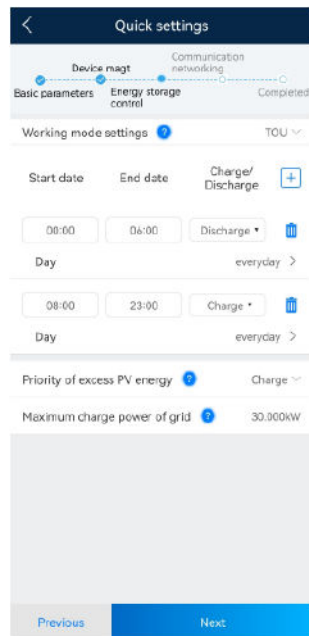 Quick settings
Communication
Device magt networking
Basic parameters Energy storage control Completed
Working mode settings ? TOU
Start date End date Charge/ Discharge +
00:00 06:00 Discharge
Day everyday >
08:00 23:00 Charge
Day everyday >
Priority of excess PV energy ? Charge
Maximum charge power of grid ? 30.000kW
Previous Next